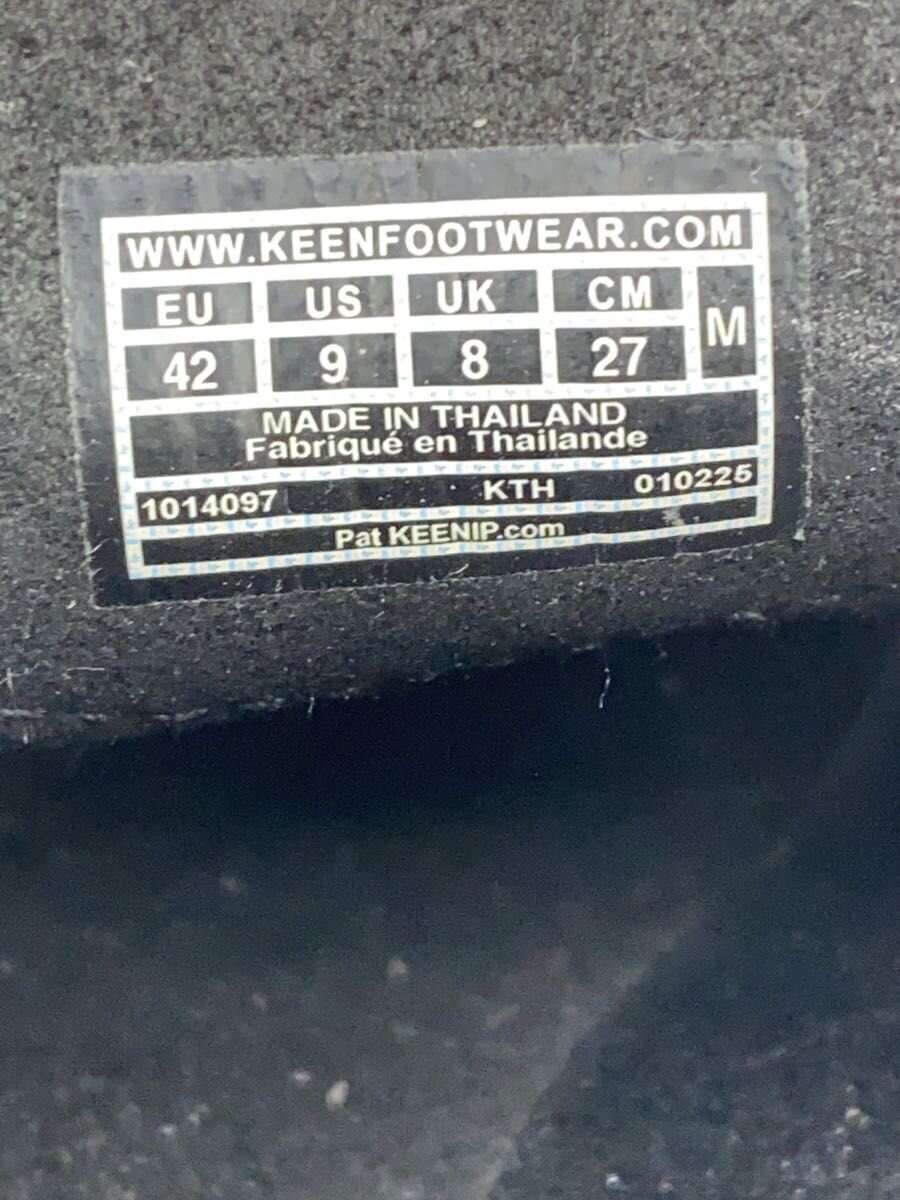 WWW.KEENFOOTWEAR.COM
EU US UK CM M
42 9 8 27
MADE IN THAILAND
Fabriqué en Thailande
1014097 KTH 010225
Pat KEENIP.com